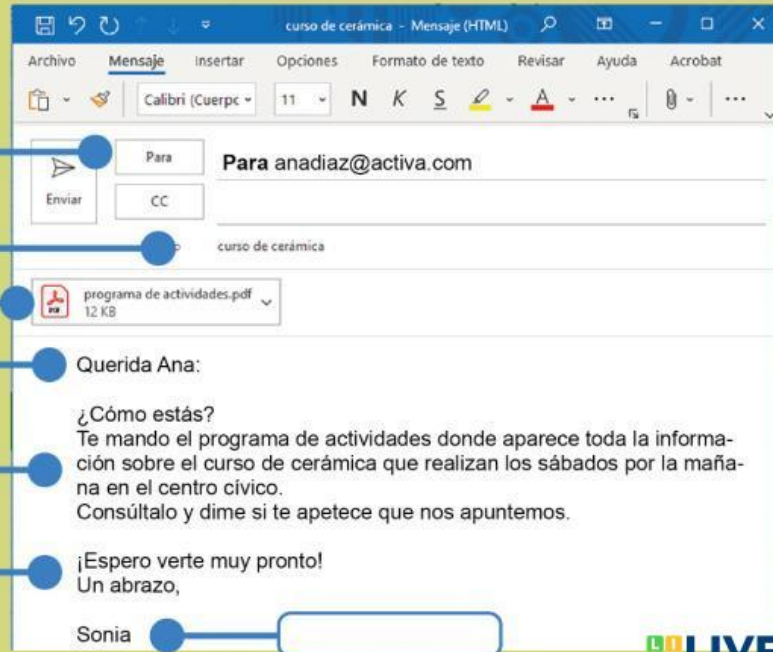 curso de cerámica - Mensaje (HTML)
Archivo Mensaje Insertar Opciones Formato de texto Revisar Ayuda Acrobat
Calibri (Cuerpc 11 N K S A ...
Para
Para anadiaz@activa.com
Enviar
CC
curso de cerámica
programa de actividades.pdf
12 KB
Querida Ana:
¿Cómo estás?
Te mando el programa de actividades donde aparece toda la informa-
ción sobre el curso de cerámica que realizan los sábados por la maña-
na en el centro cívico.
Consúltalo y dime si te apetece que nos apuntemos.
¡Espero verte muy pronto!
Un abrazo,
Sonia